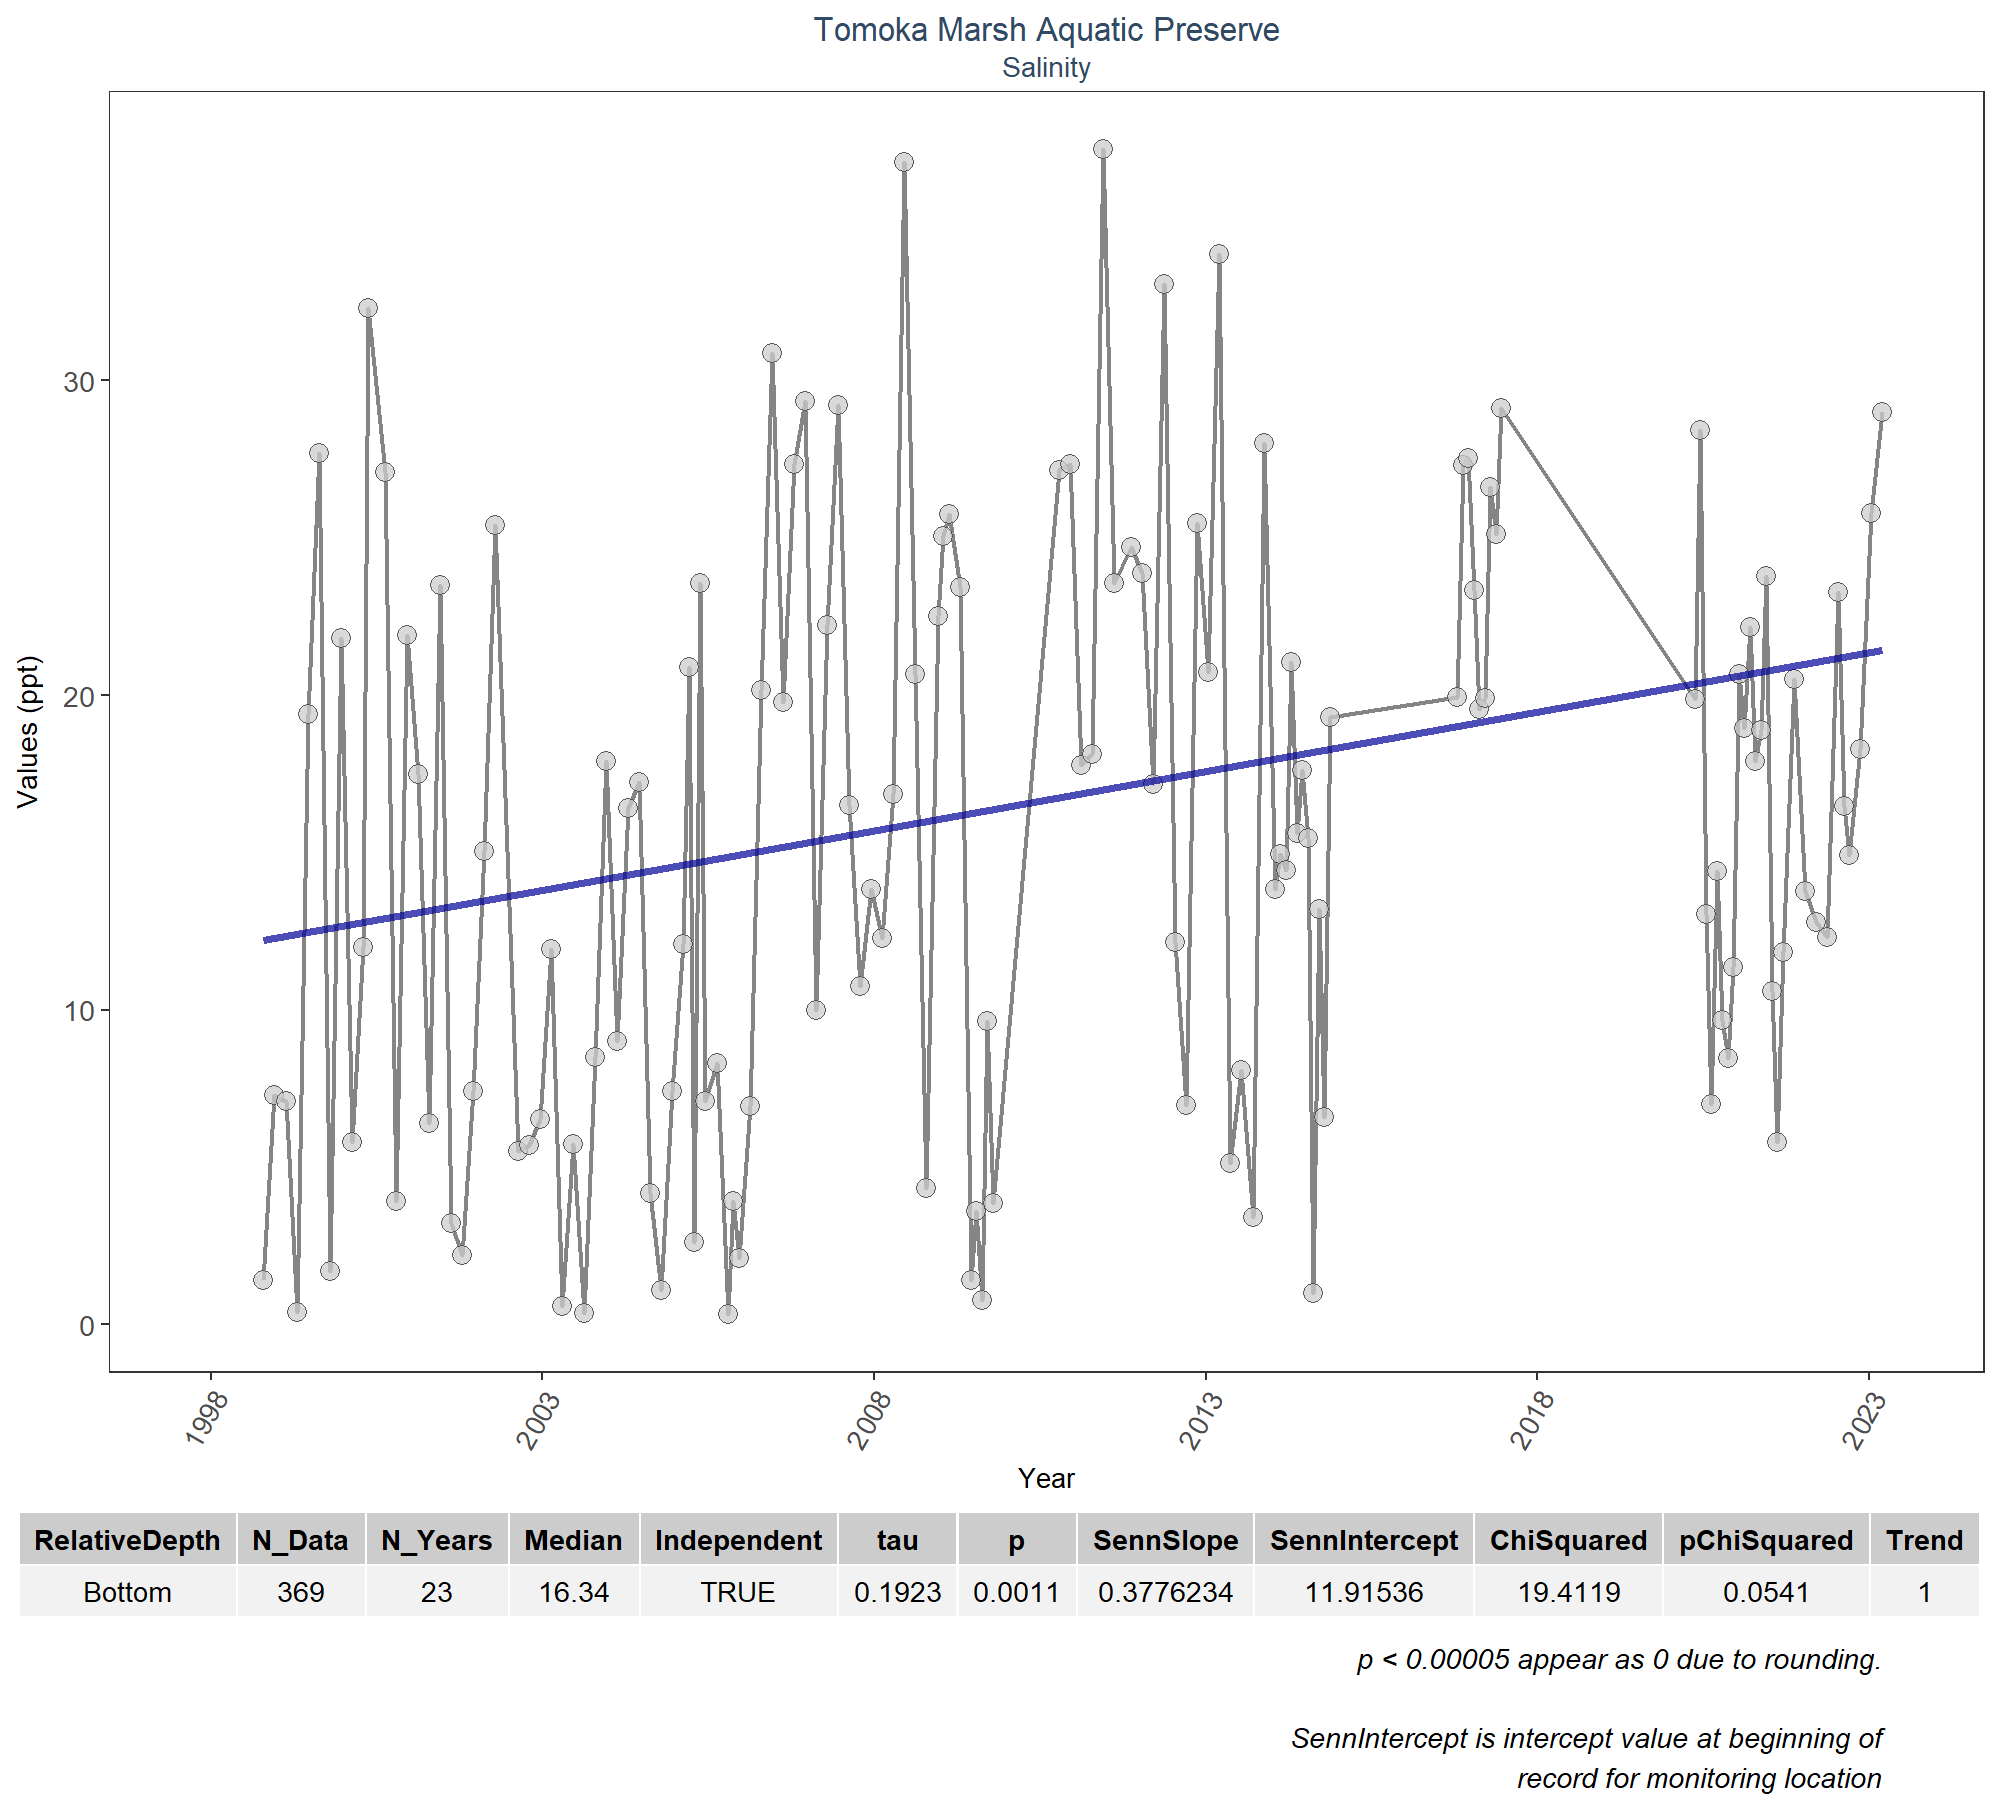 Tomoka Marsh Aquatic Preserve
Salinity
Values (ppt)
30
20
10
0
1998 2003 2008 2013 2018 2023
Year
RelativeDepth N_Data N_Years Median Independent tau p SennSlope SennIntercept ChiSquared pChiSquared Trend
Bottom 369 23 16.34 TRUE 0.1923 0.0011 0.3776234 11.91536 19.4119 0.0541 1
p < 0.00005 appear as 0 due to rounding.
SennIntercept is intercept value at beginning of
record for monitoring location